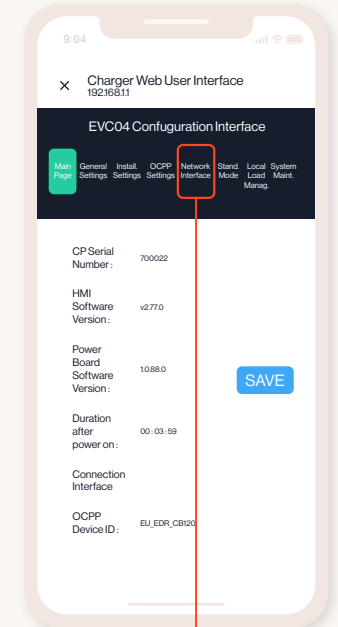 9:04
Charger Web User Interface
192.168.1.1
EVC04 Confuguration Interface
Main Page
General Settings
Install. Settings
OCPP Settings
Network Interface
Stand. Mode
Local Load Manag.
System Maint.
CP Serial
Number : 700022
HMI
Software
Version : v2.77.0
Power
Board
Software
Version : 1.0.88.0
SAVE
Duration
after
power on : 00 : 03 : 59
Connection
Interface
OCPP
Device ID : EU_EDR_CB120